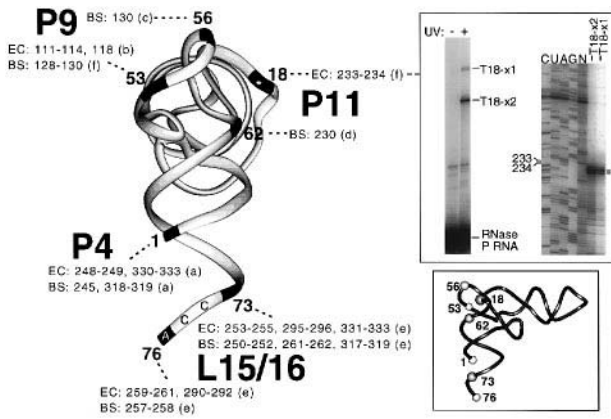 56
P9
BS: 130 (c)
EC: 111-114, 118 (b)
BS: 128-130 (f)
53
18
EC: 233-234 (f)
P11
62
BS: 230 (d)
P4
1
EC: 248-249, 330-333 (a)
BS: 245, 318-319 (a)
73
EC: 253-255, 295-296, 331-333 (e)
BS: 250-252, 261-262, 317-319 (e)
L15/16
A C C
76
EC: 259-261, 290-292 (e)
BS: 257-258 (e)
UV: - +
T18-x1
T18-x2
RNase
P RNA
CUAGN
T18-x2
T18-x1
233
234
56
18
53
62
1
73
76